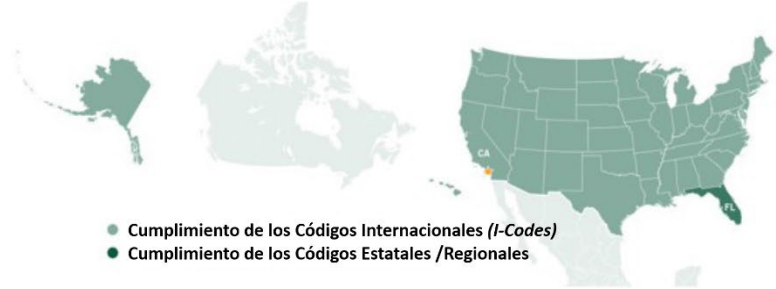 CA
FL
Cumplimiento de los Códigos Internacionales (I-Codes)
Cumplimiento de los Códigos Estatales /Regionales